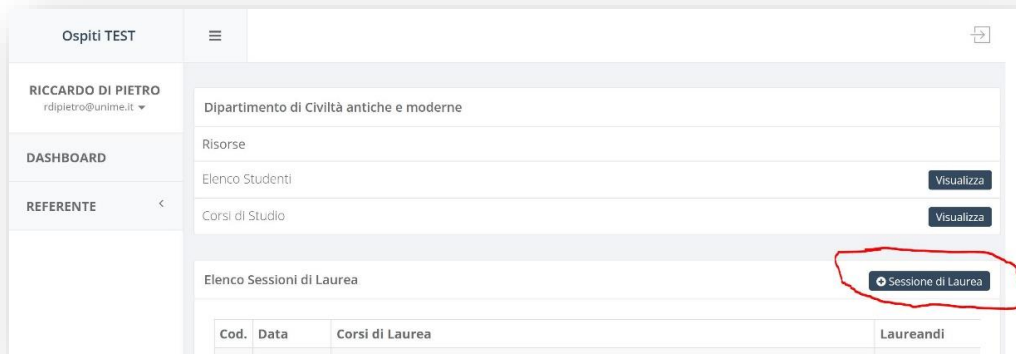 Ospiti TEST
RICCARDO DI PIETRO
rdipietro@unime.it
DASHBOARD
REFERENTE
Dipartimento di Civiltà antiche e moderne
Risorse
Elenco Studenti
Visualizza
Corsi di Studio
Visualizza
Elenco Sessioni di Laurea
Sessione di Laurea
Cod. Data Corsi di Laurea Laureandi